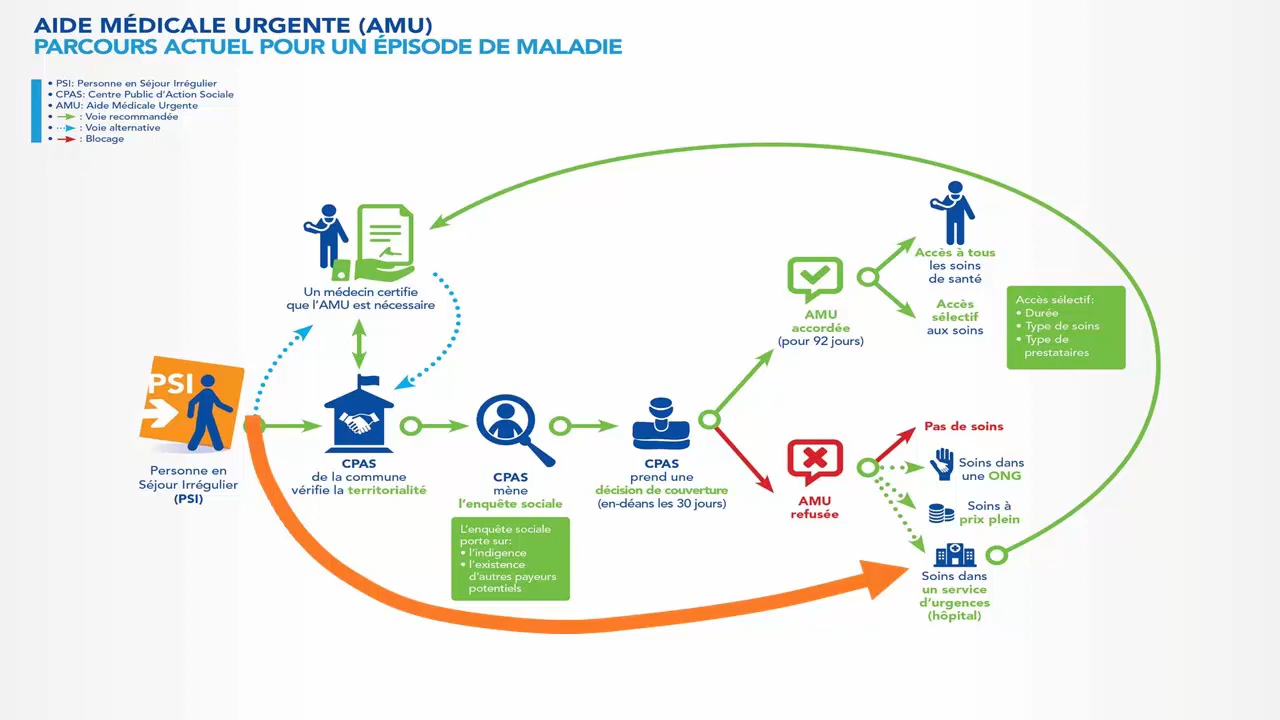 AIDE MÉDICALE URGENTE (AMU)
PARCOURS ACTUEL POUR UN ÉPISODE DE MALADIE
• PSI: Personne en Séjour Irrégulier
• CPAS: Centre Public d'Action Sociale
• AMU: Aide Médicale Urgente
• : Voie recommandée
• : Voie alternative
• : Blocage
Un médecin certifie
que l'AMU est nécessaire
PSI
Personne en
Séjour Irrégulier
(PSI)
CPAS
de la commune
vérifie la territorialité
CPAS
mène
l'enquête sociale
L'enquête sociale
porte sur:
• l'indigence
• l'existence
d'autres payeurs
potentiels
CPAS
prend une
décision de couverture
(en-déans les 30 jours)
AMU
accordée
(pour 92 jours)
Accès à tous
les soins
de santé
Accès
sélectif
aux soins
Accès sélectif:
• Durée
• Type de soins
• Type de
prestataires
AMU
refusée
Pas de soins
Soins dans
une ONG
Soins à
prix plein
Soins dans
un service
d'urgences
(hôpital)